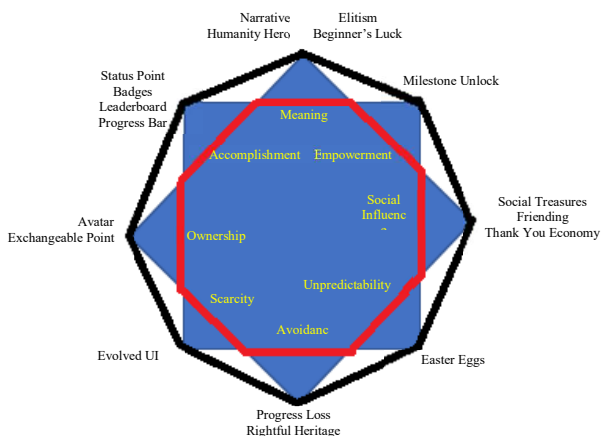 Narrative
Humanity Hero
Elitism
Beginner's Luck
Status Point
Badges
Leaderboard
Progress Bar
Milestone Unlock
Meaning
Accomplishment
Empowerment
Social
Influenc
Social Treasures
Friending
Thank You Economy
Avatar
Exchangeable Point
Ownership
Scarcity
Unpredictability
Avoidanc
Evolved UI
Easter Eggs
Progress Loss
Rightful Heritage